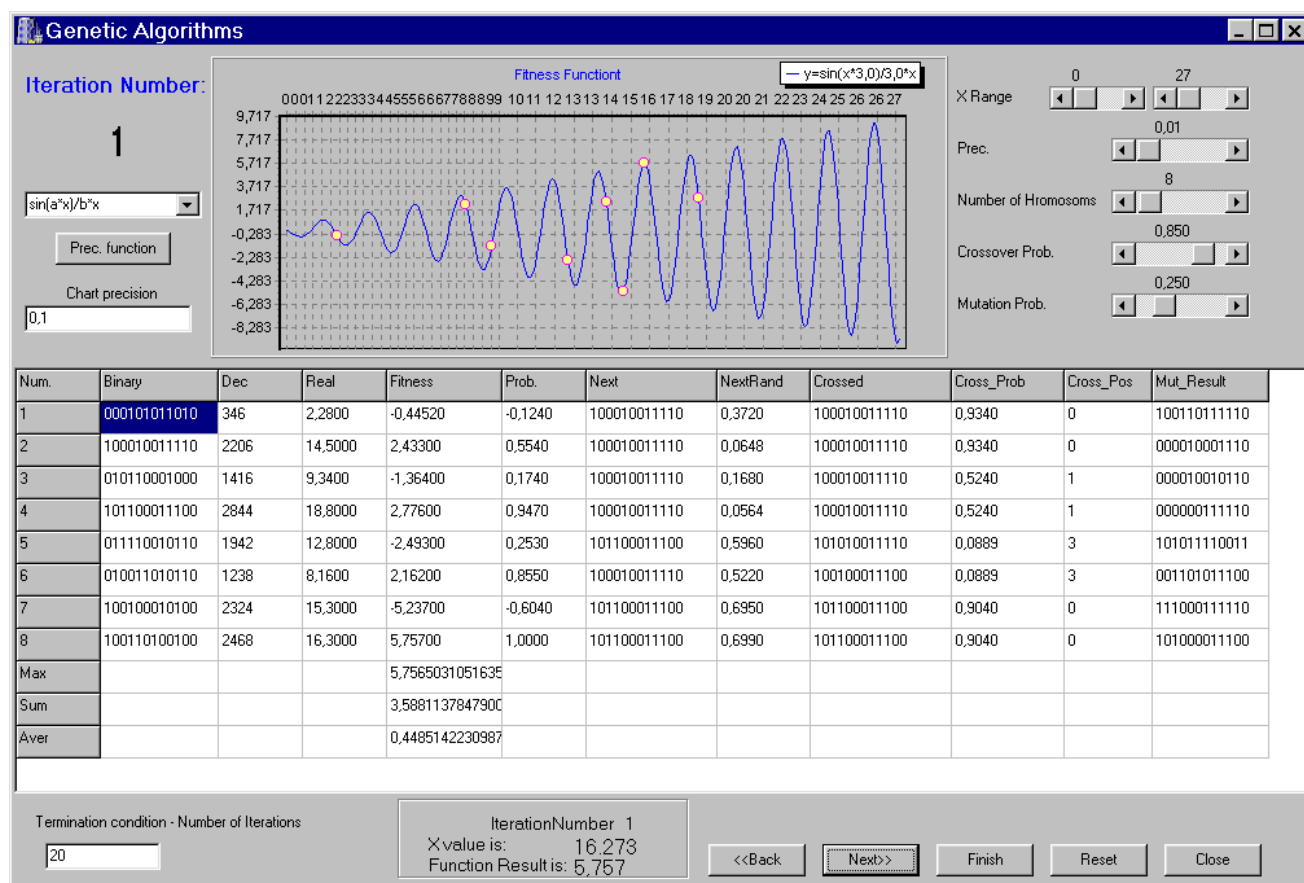 Genetic Algorithms
Iteration Number:
1
sin(a*x)/b*x
Prec. function
Chart precision
0,1
Fitness Functiont
y=sin(x*3,0)/3,0*x
00011222333445556667788899 1011 12 1313 14 1516 17 18 19 20 20 21 22 23 24 25 26 26 27
9,717
7,717
5,717
3,717
1,717
-0,283
-2,283
-4,283
-6,283
-8,283
0 27
X Range
0,01
Prec.
8
Number of Hromosoms
0,850
Crossover Prob.
0,250
Mutation Prob.
Num. Binary Dec Real Fitness Prob. Next NextRand Crossed Cross_Prob Cross_Pos Mut_Result
1 000101011010 346 2,2800 -0,44520 -0,1240 100010011110 0,3720 100010011110 0,9340 0 100110111110
2 100010011110 2206 14,5000 2,43300 0,5540 100010011110 0,0648 100010011110 0,9340 0 000010001110
3 010110001000 1416 9,3400 -1,36400 0,1740 100010011110 0,1680 100010011110 0,5240 1 000010010110
4 101100011100 2844 18,8000 2,77600 0,9470 100010011110 0,0564 100010011110 0,5240 1 000000111110
5 011110010110 1942 12,8000 -2,49300 0,2530 101100011100 0,5960 101010011110 0,0889 3 101011110011
6 010011010110 1238 8,1600 2,16200 0,8550 100010011110 0,5220 100100011100 0,0889 3 001101011100
7 100100010100 2324 15,3000 -5,23700 -0,6040 101100011100 0,6950 101100011100 0,9040 0 111000111110
8 100110100100 2468 16,3000 5,75700 1,0000 101100011100 0,6990 101100011100 0,9040 0 101000011100
Max 5,7565031051635
Sum 3,5881137847900
Aver 0,4485142230987
Termination condition - Number of Iterations
20
IterationNumber 1
X value is: 16.273
Function Result is: 5,757
<<Back
Next>>
Finish
Reset
Close